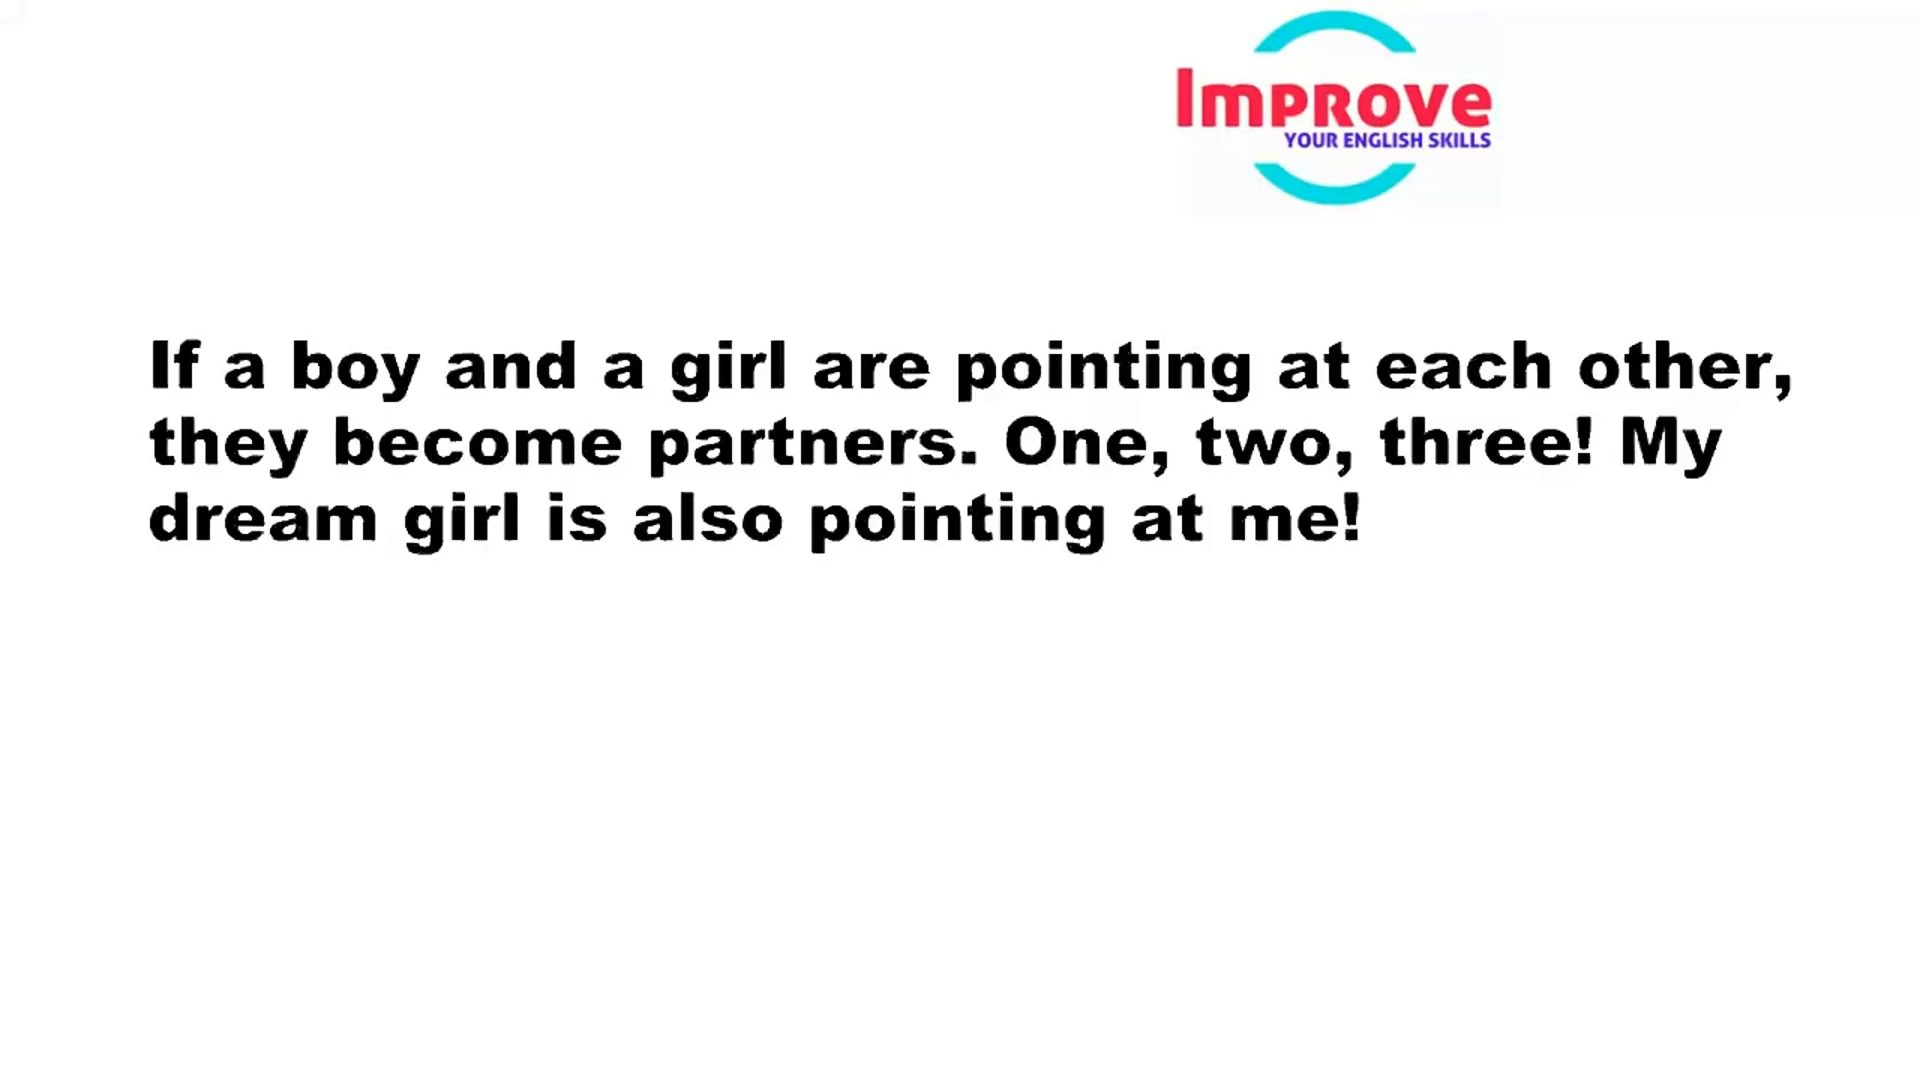 Improve
YOUR ENGLISH SKILLS
If a boy and a girl are pointing at each other,
they become partners. One, two, three! My
dream girl is also pointing at me!